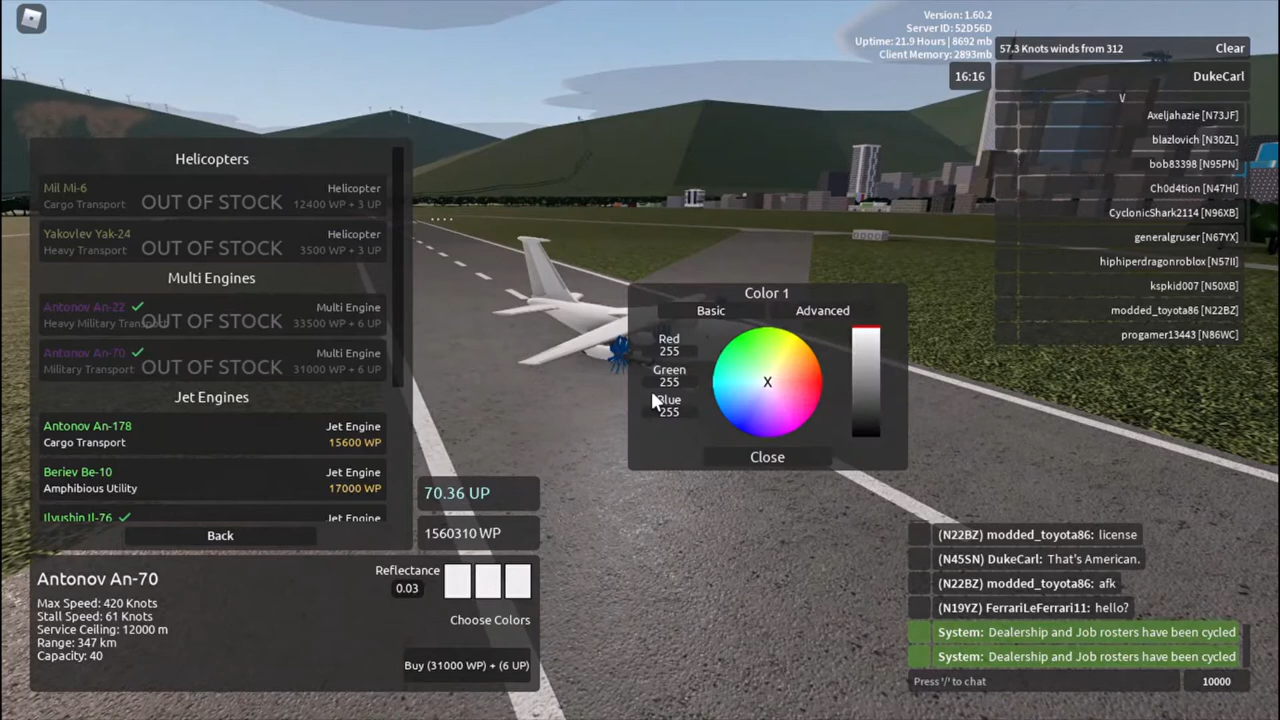 Version: 1.60.2
Server ID: 52D56D
Uptime: 21.9 Hours | 8692 mb
Client Memory: 2893mb
57.3 Knots winds from 312 Clear
16:16
DukeCarl
V
Axeljahazie [N73JF]
blazlovich [N30ZL]
bob83398 [N95PN]
Ch0d4tion [N47HI]
CyclonicShark2114 [N96XB]
generalgruser [N67YX]
hiphiperdragonroblox [N57II]
kspkid007 [N50XB]
modded_toyota86 [N22BZ]
progamer13443 [N86WC]
Helicopters
Mil Mi-6 Helicopter
Cargo Transport OUT OF STOCK 12400 WP + 3 UP
Yakovlev Yak-24 Helicopter
Heavy Transport OUT OF STOCK 3500 WP + 3 UP
Multi Engines
Antonov An-22 ✓ Multi Engine
Heavy Military Transport OUT OF STOCK 33500 WP + 6 UP
Antonov An-70 ✓ Multi Engine
Military Transport OUT OF STOCK 31000 WP + 6 UP
Jet Engines
Antonov An-178 Jet Engine
Cargo Transport 15600 WP
Beriev Be-10 Jet Engine
Amphibious Utility 17000 WP
Ilyushin Il-76 ✓ Jet Engine
Back
70.36 UP
1560310 WP
Color 1
Basic Advanced
Red
255
Green
255
Blue
255
X
Close
Antonov An-70
Max Speed: 420 Knots
Stall Speed: 61 Knots
Service Ceiling: 12000 m
Range: 347 km
Capacity: 40
Reflectance
0.03
Choose Colors
Buy (31000 WP) + (6 UP)
(N22BZ) modded_toyota86: license
(N45SN) DukeCarl: That's American.
(N22BZ) modded_toyota86: afk
(N19YZ) FerrariLeFerrari11: hello?
System: Dealership and Job rosters have been cycled
System: Dealership and Job rosters have been cycled
Press '/' to chat 10000